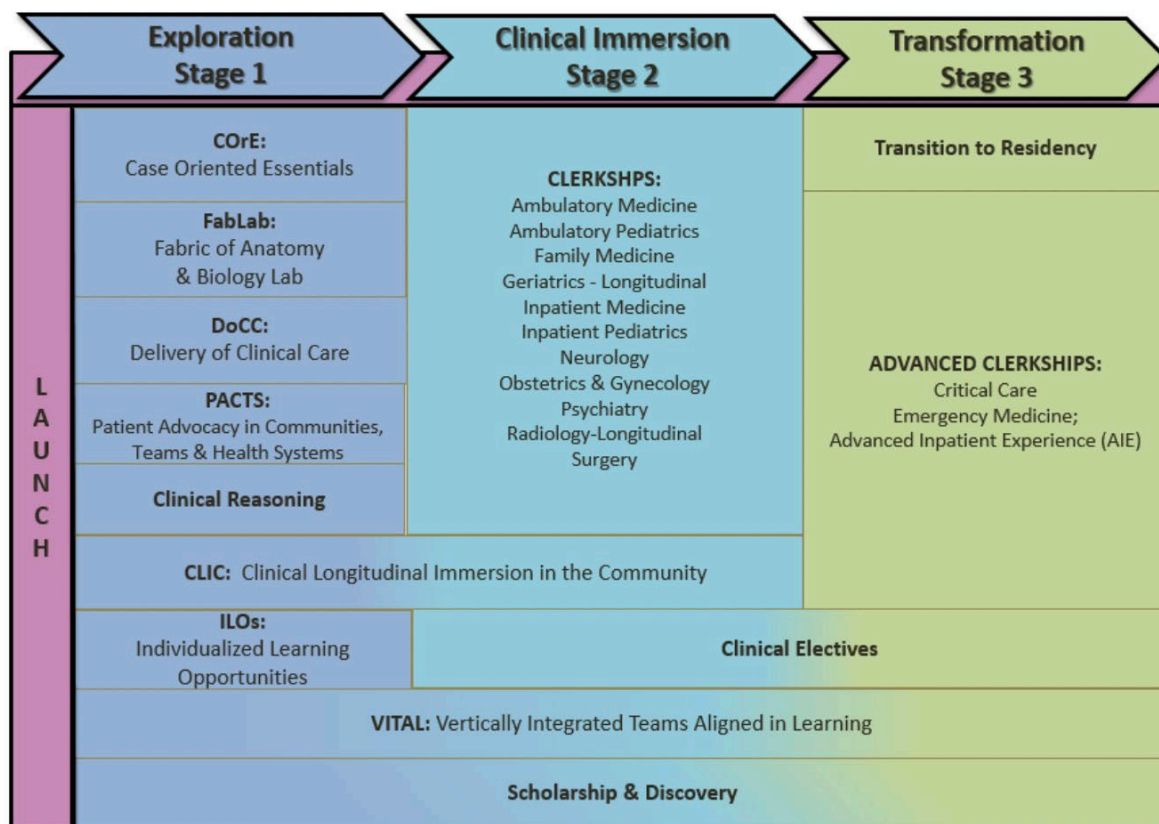 Exploration
Stage 1
Clinical Immersion
Stage 2
Transformation
Stage 3
LAUNCH
COrE:
Case Oriented Essentials
FabLab:
Fabric of Anatomy
& Biology Lab
DoCC:
Delivery of Clinical Care
PACTS:
Patient Advocacy in Communities,
Teams & Health Systems
Clinical Reasoning
CLERKSHPS:
Ambulatory Medicine
Ambulatory Pediatrics
Family Medicine
Geriatrics - Longitudinal
Inpatient Medicine
Inpatient Pediatrics
Neurology
Obstetrics & Gynecology
Psychiatry
Radiology-Longitudinal
Surgery
Transition to Residency
ADVANCED CLERKSHIPS:
Critical Care
Emergency Medicine;
Advanced Inpatient Experience (AIE)
CLIC: Clinical Longitudinal Immersion in the Community
ILOs:
Individualized Learning
Opportunities
Clinical Electives
VITAL: Vertically Integrated Teams Aligned in Learning
Scholarship & Discovery